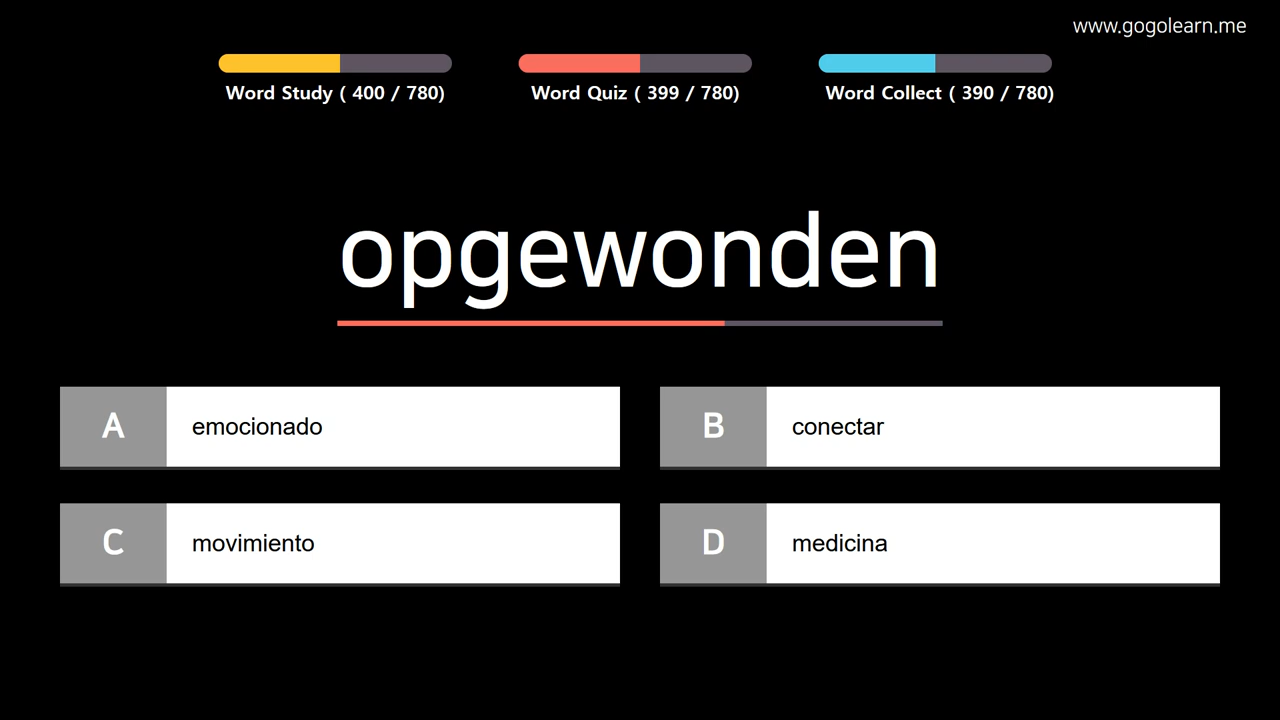 www.gogolearn.me
Word Study ( 400 / 780)
Word Quiz ( 399 / 780)
Word Collect ( 390 / 780)
opgewonden
A emocionado
B conectar
C movimiento
D medicina